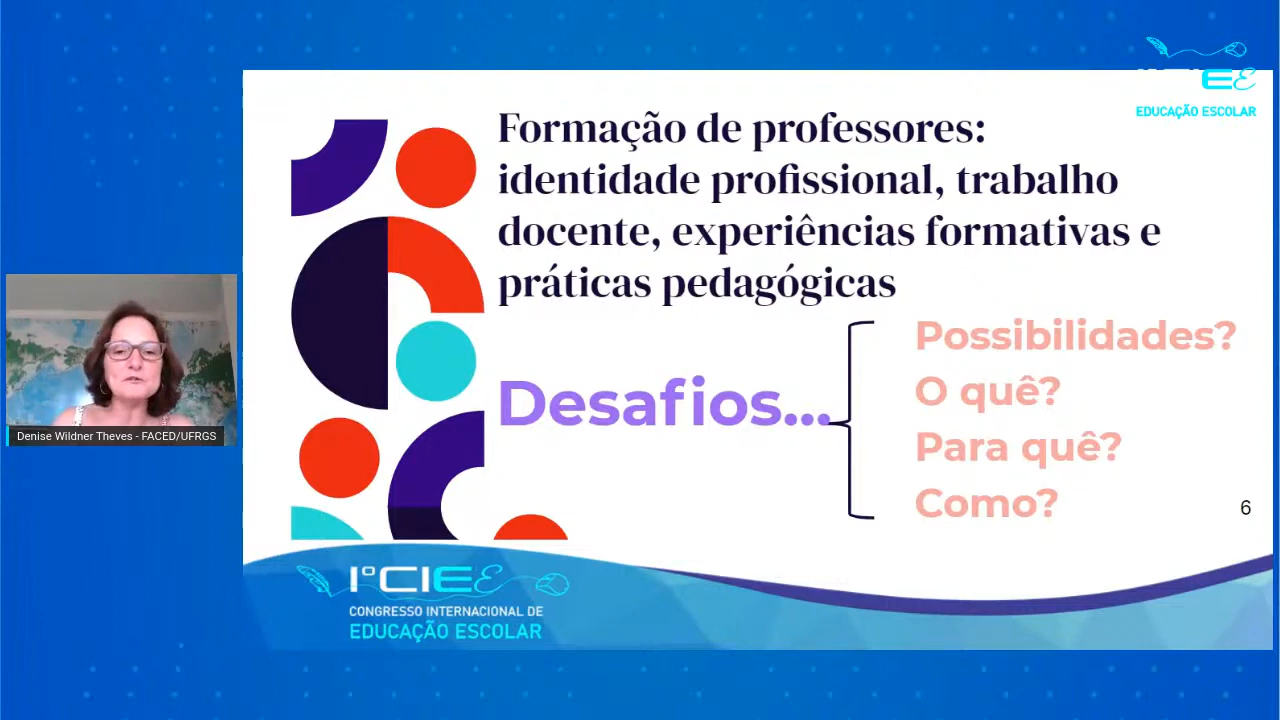 EDUCAÇÃO ESCOLAR
Formação de professores:
identidade profissional, trabalho
docente, experiências formativas e
práticas pedagógicas
Desafios...
Possibilidades?
O quê?
Para quê?
Como?
6
Denise Wildner Theves - FACED/UFRGS
IºCIEE
CONGRESSO INTERNACIONAL DE
EDUCAÇÃO ESCOLAR